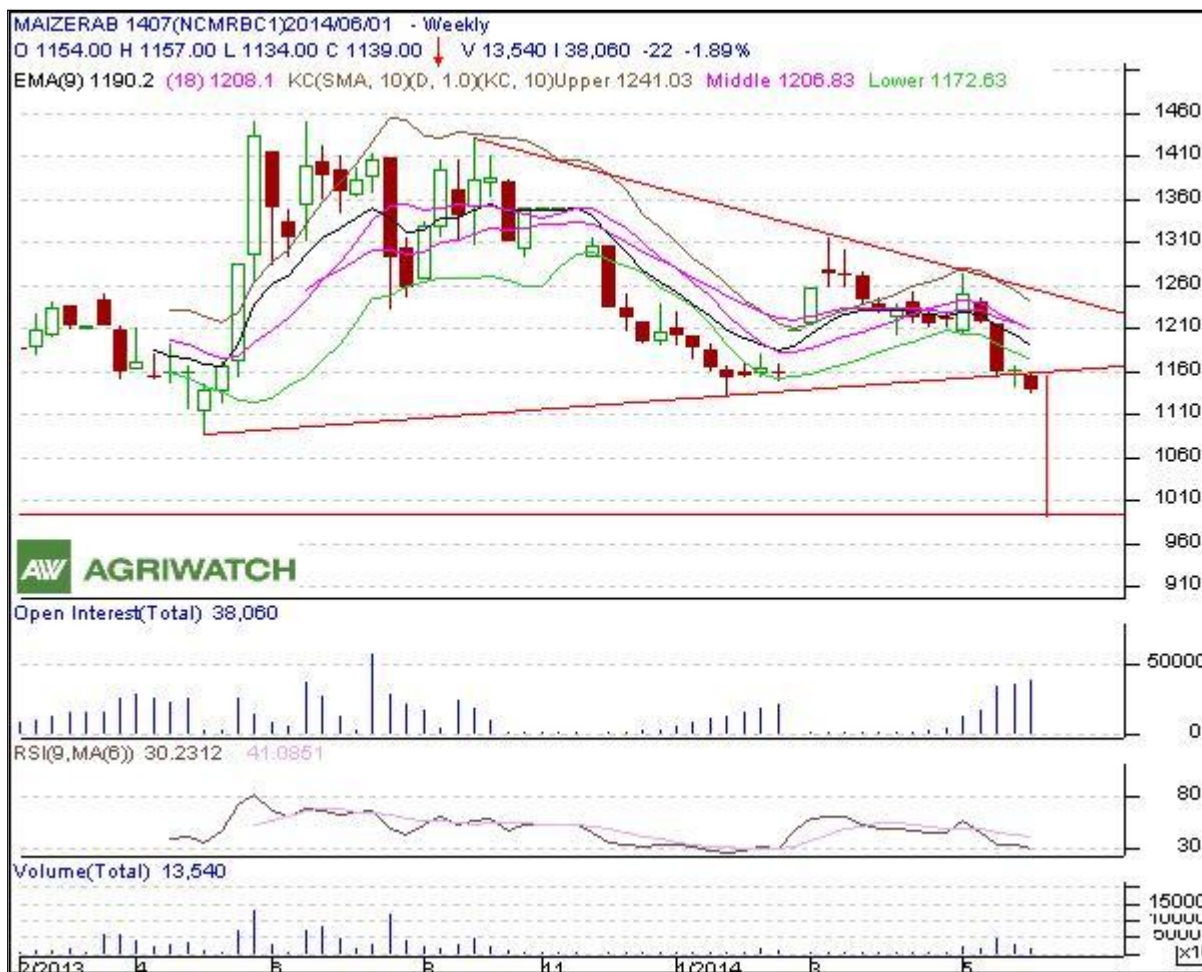 MAIZERAB 1407(NCMRBC1)2014/06/01 - Weekly
O 1154.00 H 1157.00 L 1134.00 C 1139.00 V 13,540 I 38,060 -22 -1.89%
EMA(9) 1190.2 (18) 1208.1 KC(SMA, 10)(D, 1.0)(KC, 10)Upper 1241.03 Middle 1206.83 Lower 1172.63
1460
1410
1360
1310
1260
1210
1160
1110
1060
1010
960
910
AW AGRIWATCH
Open Interest(Total) 38,060
50000
0
RSI(9,MA(6)) 30.2312 41.0851
80
30
Volume(Total) 13,540
15000
10000
5000
x1
2/2013 4 6 8 11 1/2014 3 5